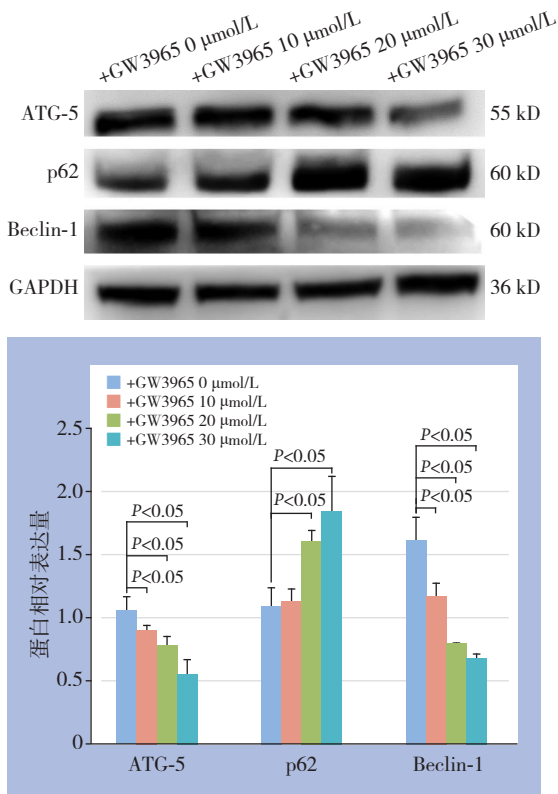 +GW3965 0 μmol/L
+GW3965 10 μmol/L
+GW3965 20 μmol/L
+GW3965 30 μmol/L
ATG-5 55 kD
p62 60 kD
Beclin-1 60 kD
GAPDH 36 kD
+GW3965 0 μmol/L
+GW3965 10 μmol/L
+GW3965 20 μmol/L
+GW3965 30 μmol/L
蛋白相对表达量
2.5
2.0
1.5
1.0
0.5
0
P<0.05
P<0.05
P<0.05
P<0.05
P<0.05
P<0.05
P<0.05
P<0.05
ATG-5 p62 Beclin-1